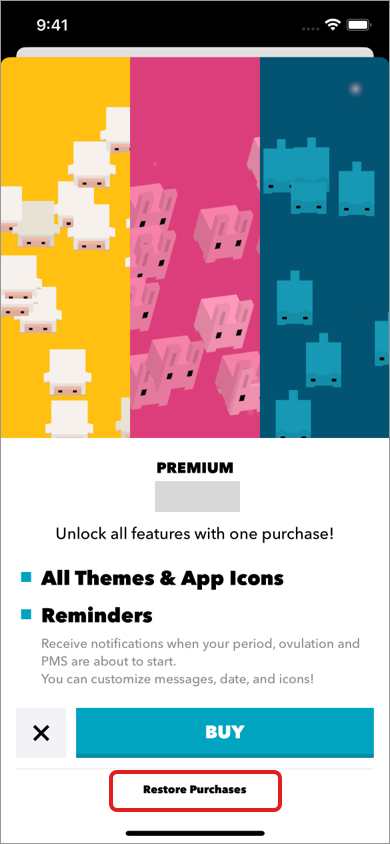 9:41
PREMIUM
Unlock all features with one purchase!
All Themes & App Icons
Reminders
Receive notifications when your period, ovulation and
PMS are about to start.
You can customize messages, date, and icons!
BUY
Restore Purchases